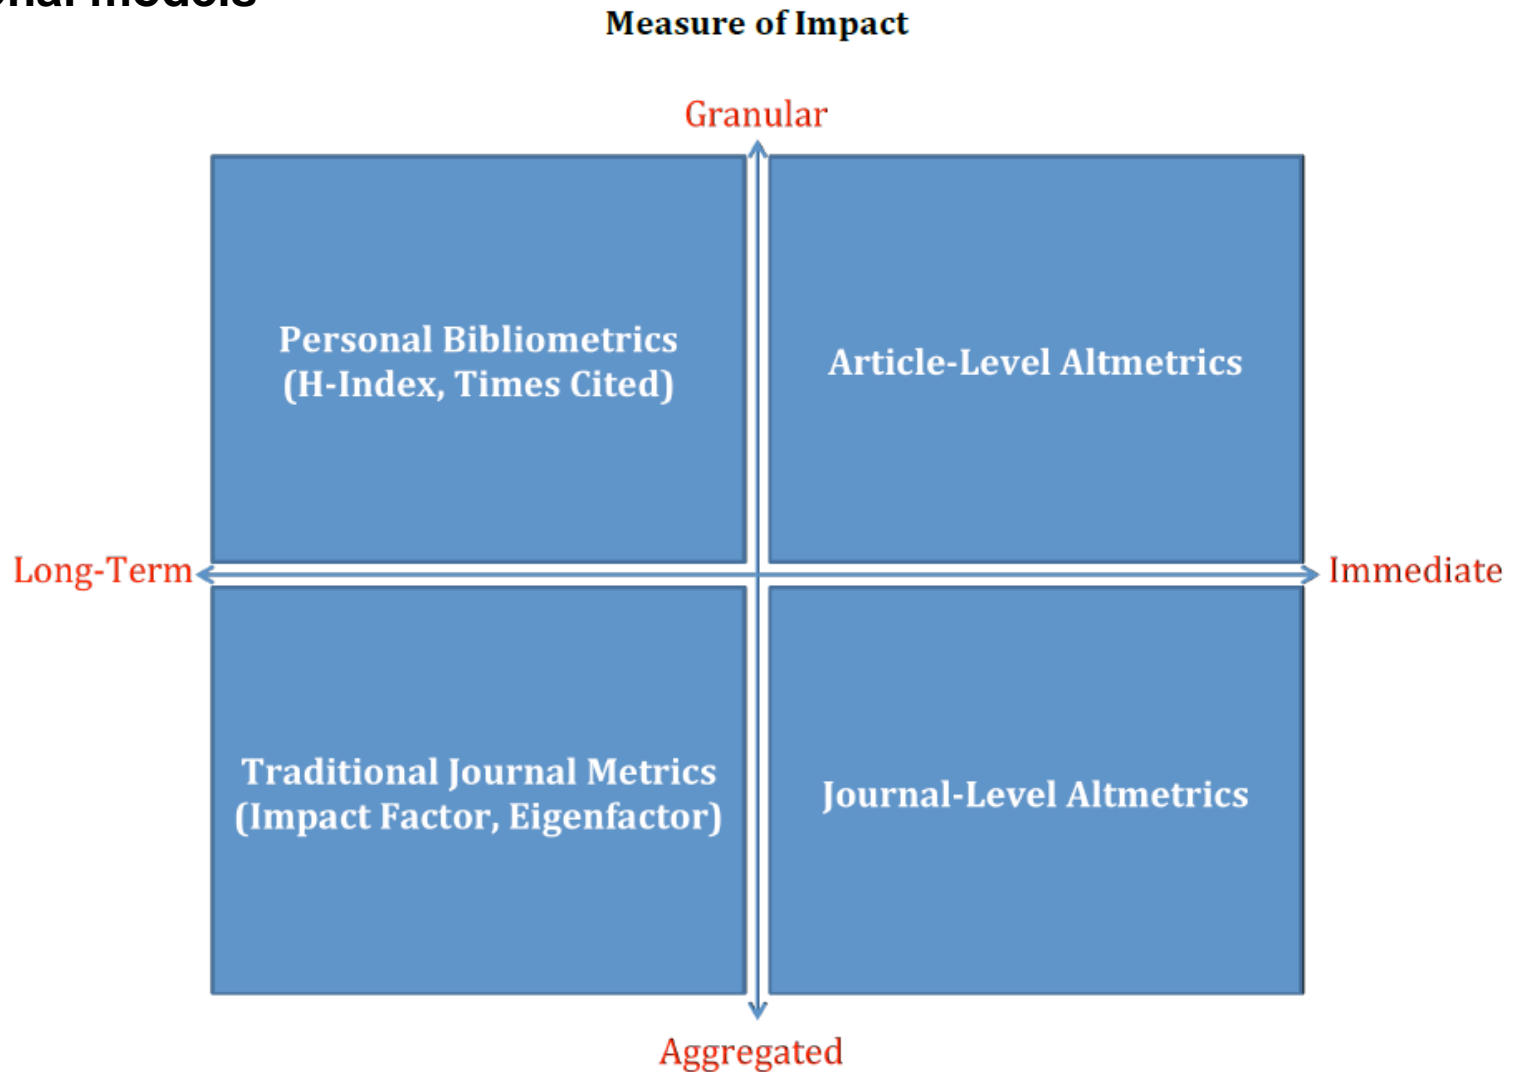 models
Measure of Impact
Granular
Personal Bibliometrics
(H-Index, Times Cited)
Article-Level Altmetrics
Long-Term
Immediate
Traditional Journal Metrics
(Impact Factor, Eigenfactor)
Journal-Level Altmetrics
Aggregated